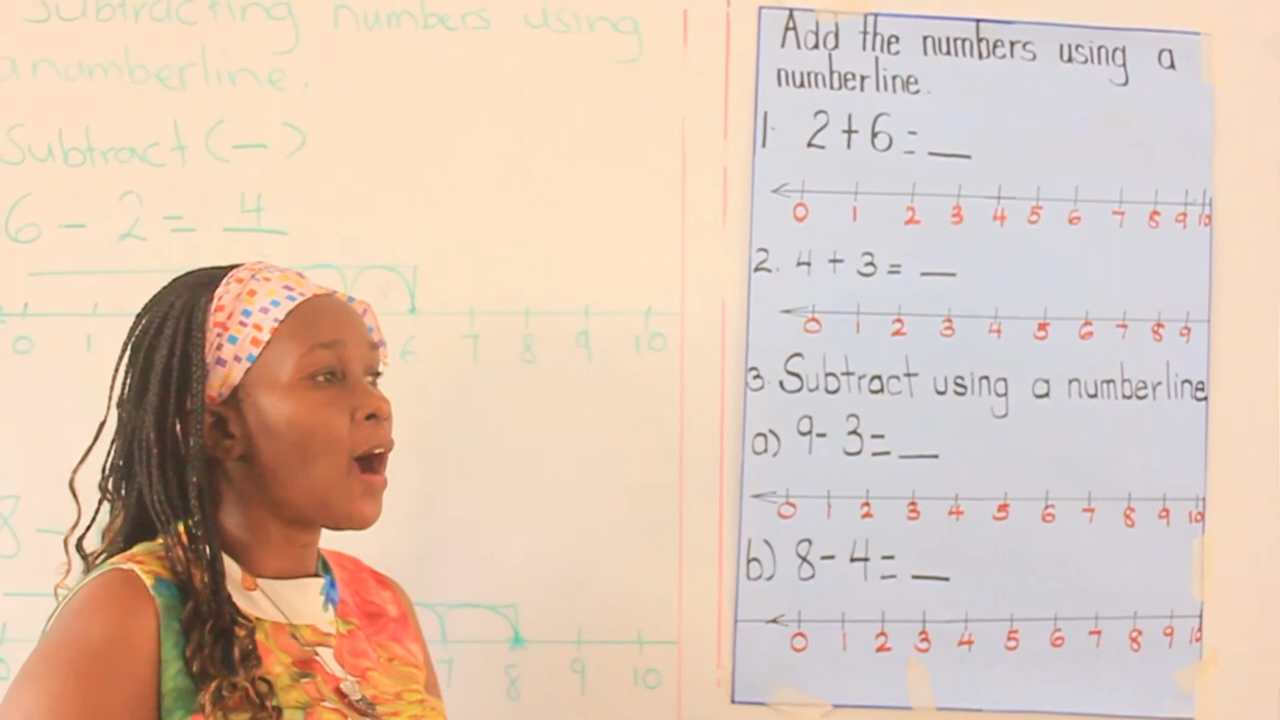 Subtracting numbers using
a numberline.
Subtract (-)
6 - 2 = 4
0 1 6 7 8 9 10
8 -
7 8 9 10
Add the numbers using a
numberline.
1. 2+6=__
0 1 2 3 4 5 6 7 8 9 10
2. 4 + 3 = __
0 1 2 3 4 5 6 7 8 9
3. Subtract using a numberline
a) 9- 3=__
0 1 2 3 4 5 6 7 8 9 10
b) 8-4=__
0 1 2 3 4 5 6 7 8 9 10